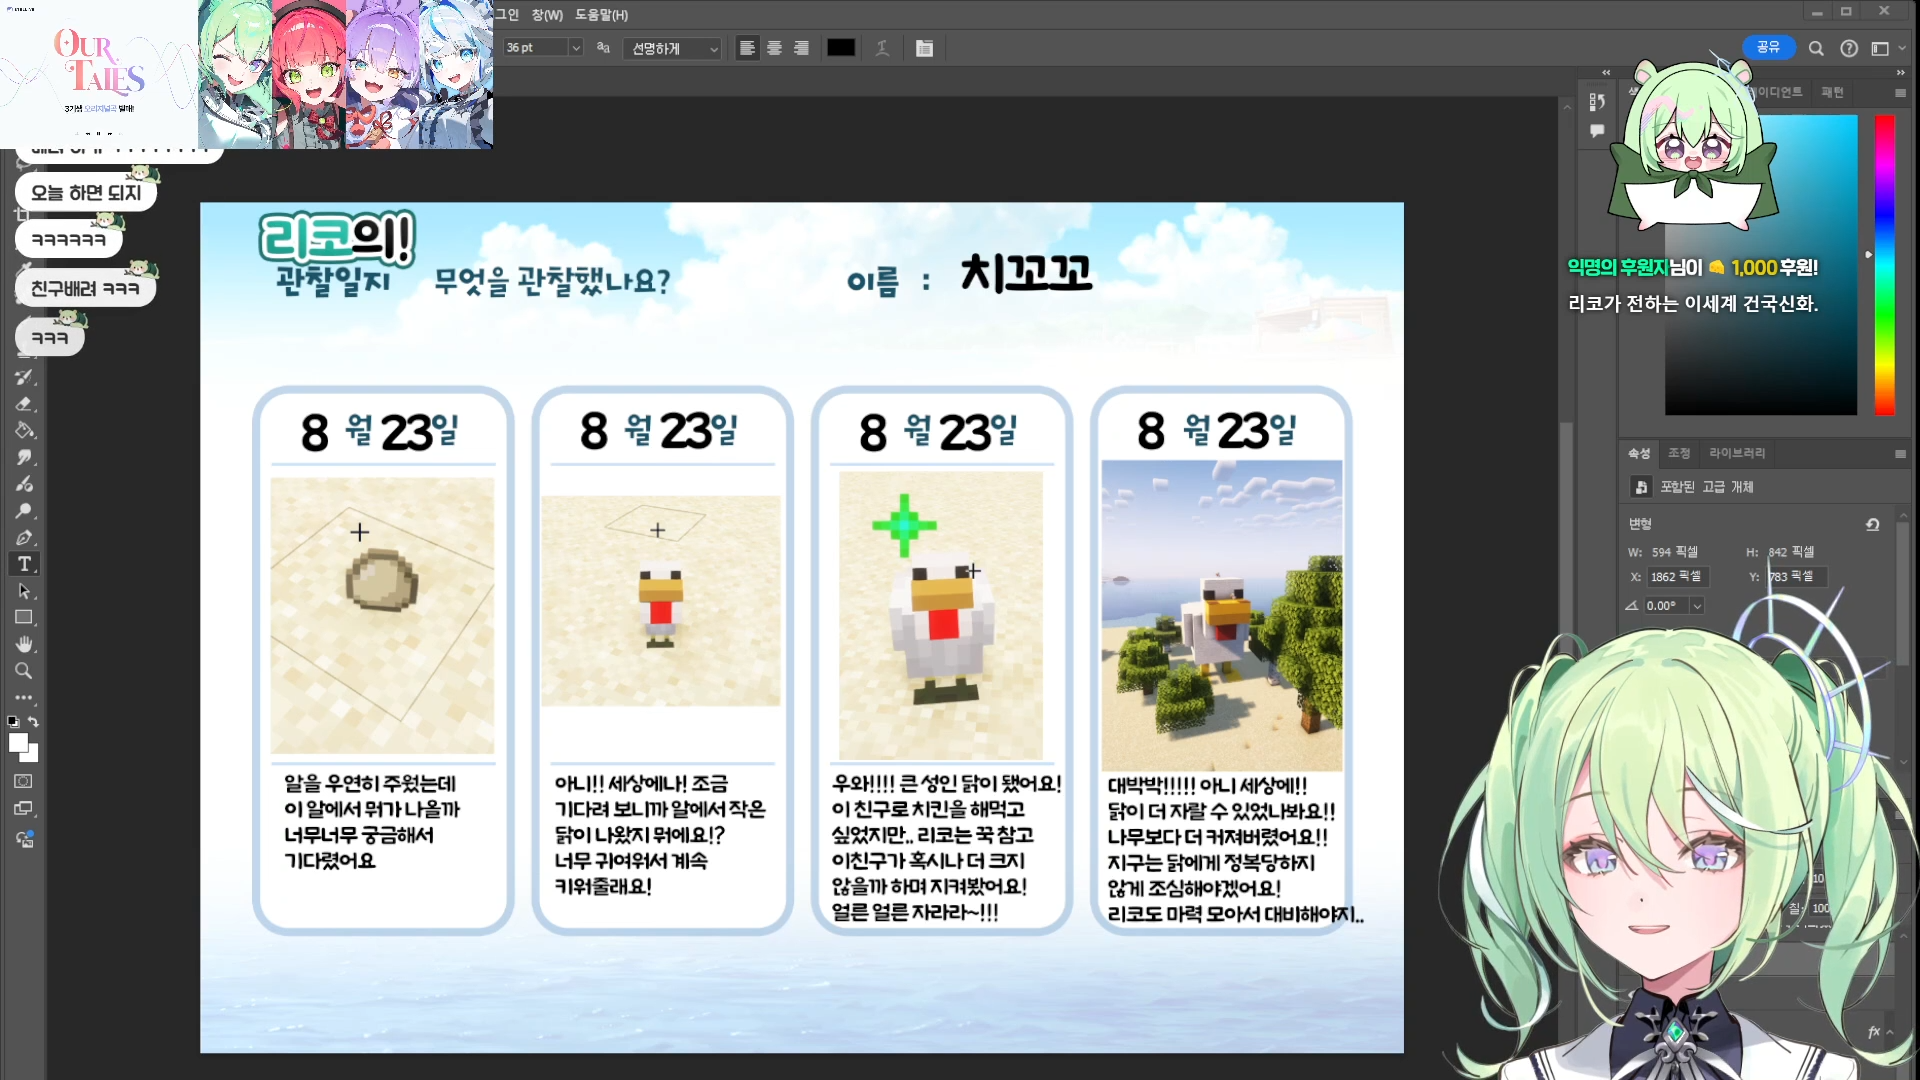 OUR
TALES
3기생 오리지널곡 발매!
그인 창(W) 도움말(H)
36 pt
선명하게
공유
오늘 하면 되지
ㅋㅋㅋㅋㅋㅋ
친구배려 ㅋㅋㅋ
ㅋㅋㅋ
리코의!
관찰일지
무엇을 관찰했나요?
이름 : 치꼬꼬
8 월 23일
알을 우연히 주웠는데
이 알에서 뭐가 나올까
너무너무 궁금해서
기다렸어요
8 월 23일
아니!! 세상에나! 조금
기다려 보니까 알에서 작은
닭이 나왔지 뭐에요!?
너무 귀여워서 계속
키워줄래요!
8 월 23일
우와!!!! 큰 성인 닭이 됐어요!
이 친구로 치킨을 해먹고
싶었지만.. 리코는 꾹 참고
이친구가 혹시나 더 크지
않을까 하며 지켜봤어요!
얼른 얼른 자라라~!!!
8 월 23일
대박박!!!!! 아니 세상에!!
닭이 더 자랄 수 있었나봐요!!
나무보다 더 커져버렸어요!!
지구는 닭에게 정복당하지
않게 조심해야겠어요!
리코도 마력 모아서 대비해야지..
패턴
익명의 후원자님이 1,000 후원!
리코가 전하는 이세계 건국신화.
속성 조정 라이브러리
포함된 고급 개체
변형
W: 594 픽셀 H: 842 픽셀
X: 1862 픽셀 Y: 783 픽셀
0.00°
칠: 100
fx